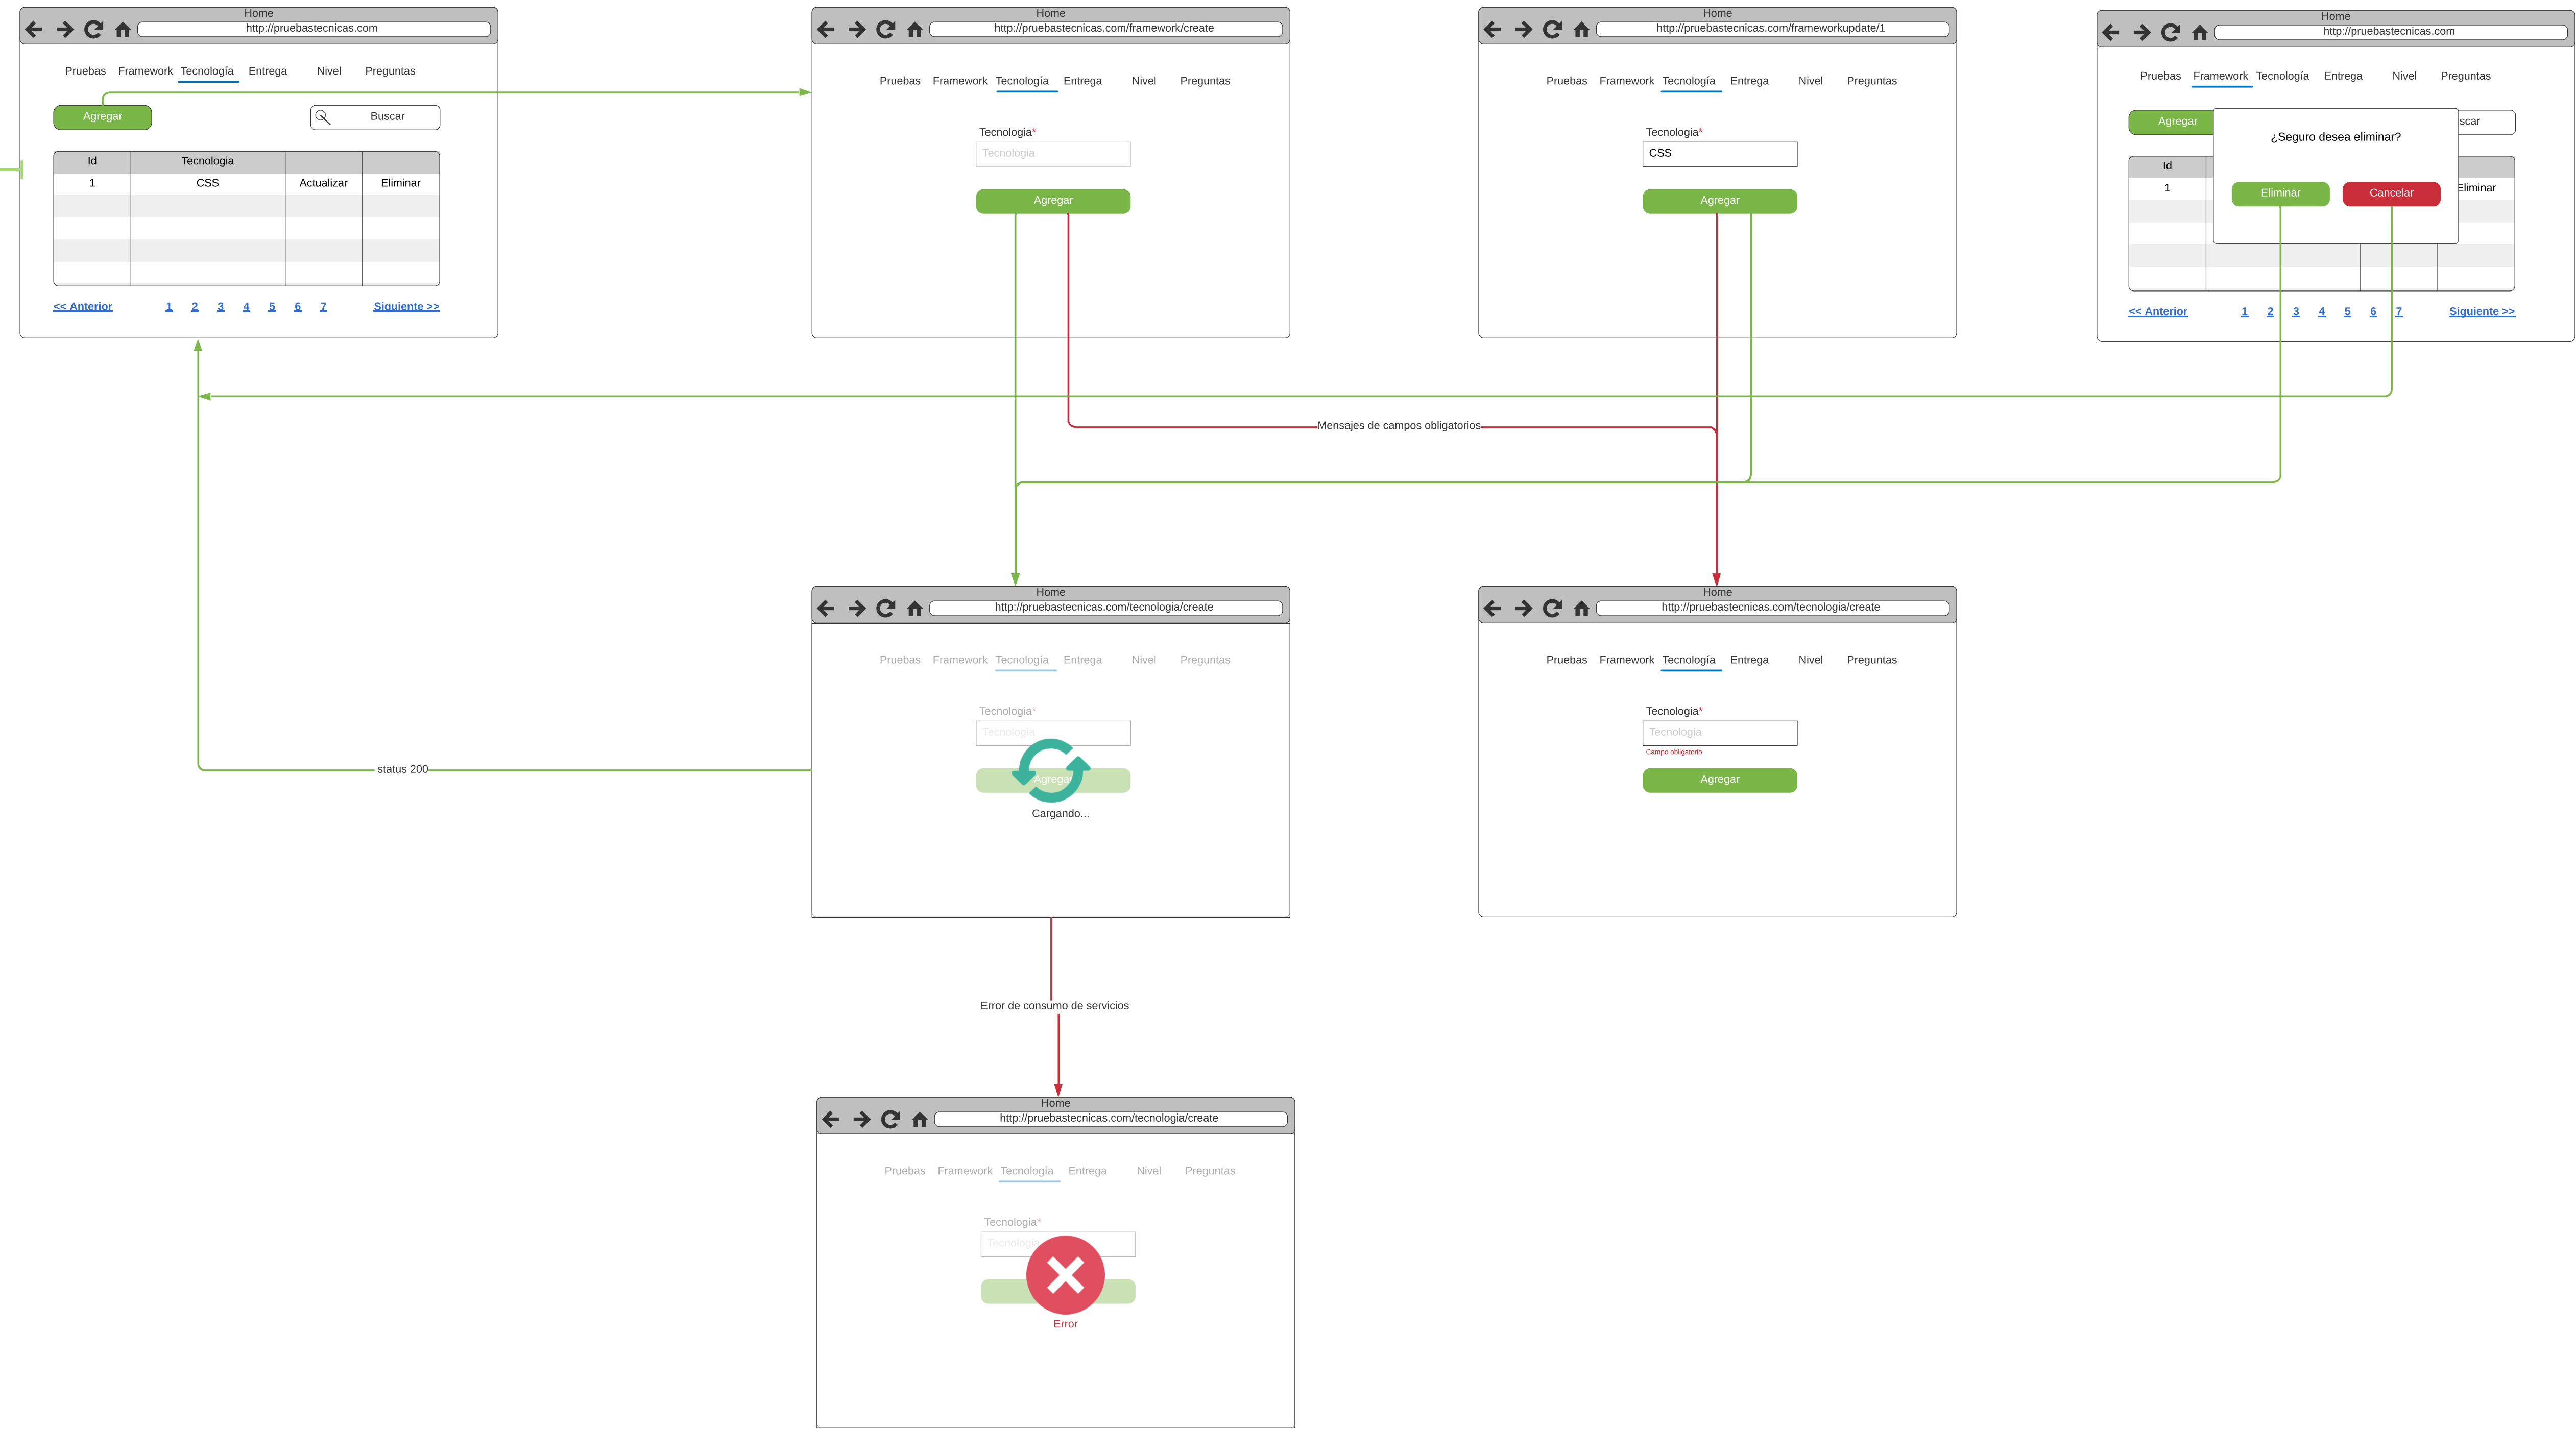 Home
http://pruebastecnicas.com
Pruebas Framework Tecnología Entrega Nivel Preguntas
Agregar Buscar
Id Tecnologia
1 CSS Actualizar Eliminar
<< Anterior 1 2 3 4 5 6 7 Siguiente >>
Home
http://pruebastecnicas.com/framework/create
Pruebas Framework Tecnología Entrega Nivel Preguntas
Tecnologia*
Tecnologia
Agregar
Home
http://pruebastecnicas.com/frameworkupdate/1
Pruebas Framework Tecnología Entrega Nivel Preguntas
Tecnologia*
CSS
Agregar
Home
http://pruebastecnicas.com
Pruebas Framework Tecnología Entrega Nivel Preguntas
Agregar scar
¿Seguro desea eliminar?
Id
1 Eliminar
Eliminar Cancelar
<< Anterior 1 2 3 4 5 6 7 Siguiente >>
Mensajes de campos obligatorios
Home
http://pruebastecnicas.com/tecnologia/create
Pruebas Framework Tecnología Entrega Nivel Preguntas
Tecnologia*
Tecnologia
Agregar
Cargando...
Home
http://pruebastecnicas.com/tecnologia/create
Pruebas Framework Tecnología Entrega Nivel Preguntas
Tecnologia*
Tecnologia
Campo obligatorio
Agregar
status 200
Error de consumo de servicios
Home
http://pruebastecnicas.com/tecnologia/create
Pruebas Framework Tecnología Entrega Nivel Preguntas
Tecnologia*
Tecnologia
Error